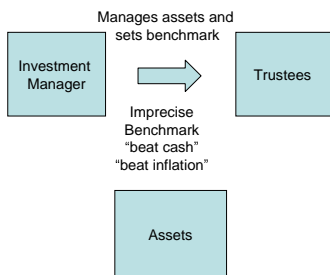 Manages assets and
sets benchmark
Investment
Manager
Trustees
Imprecise
Benchmark
“beat cash”
“beat inflation”
Assets